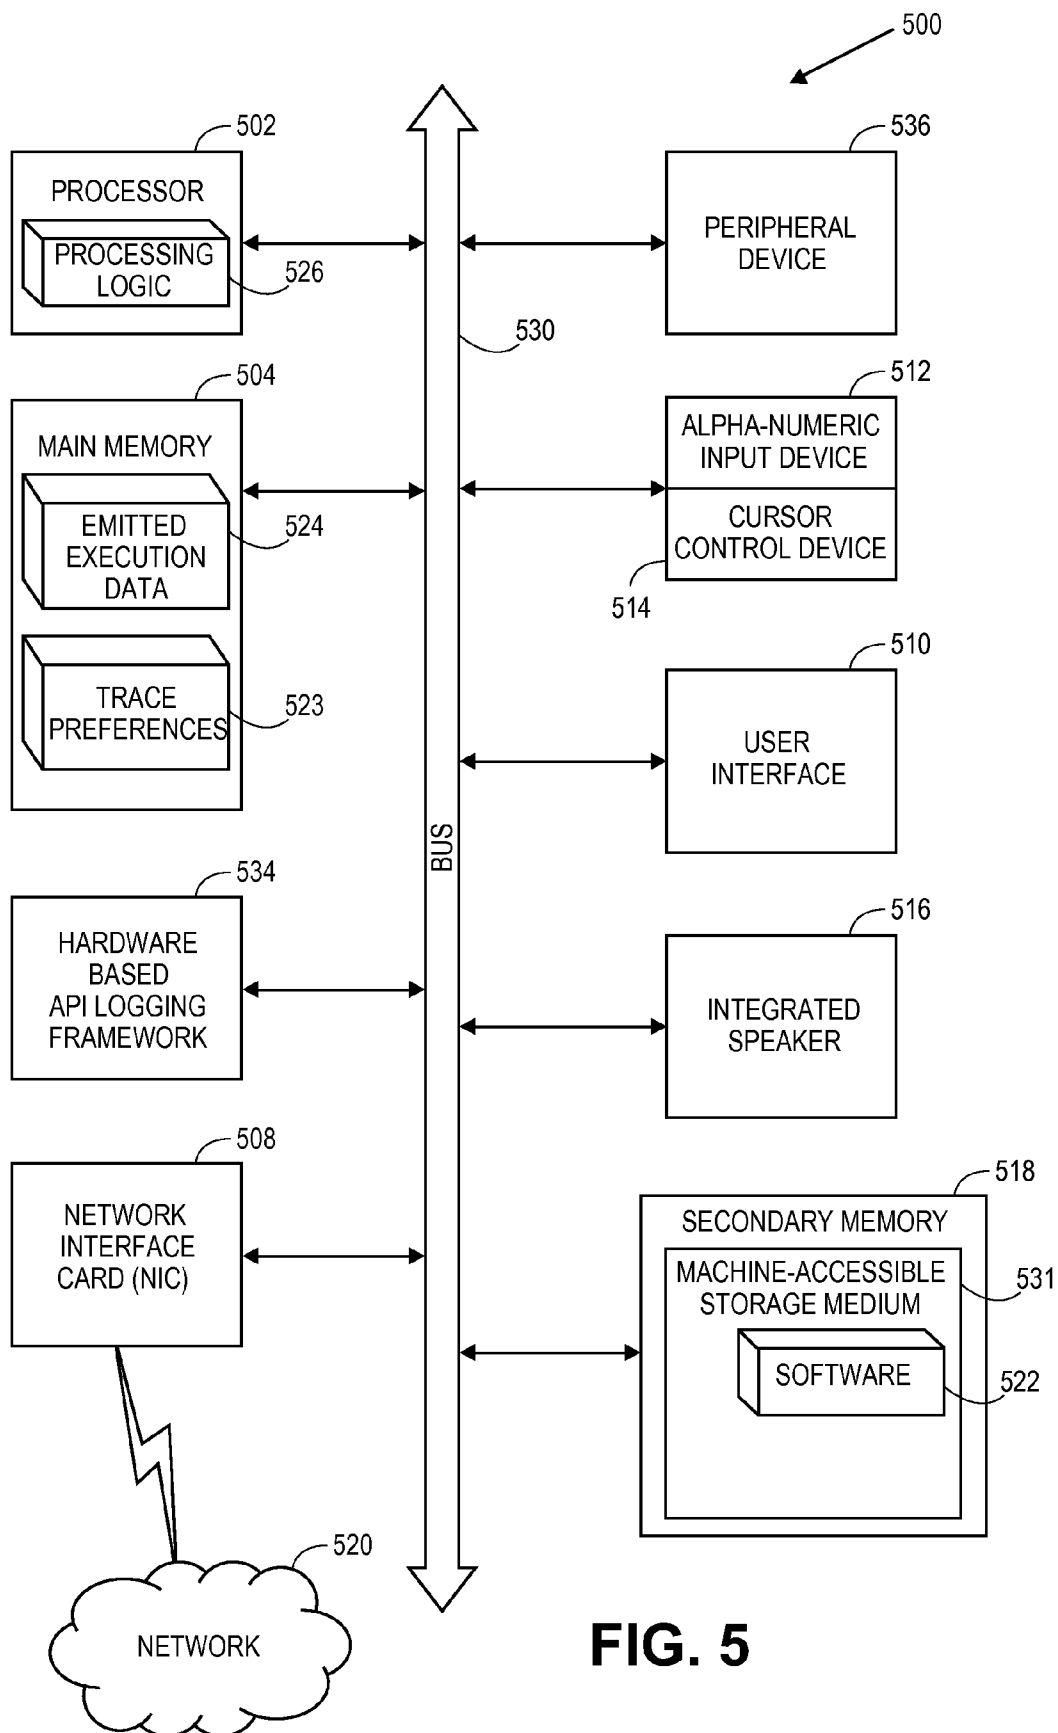 500
502
PROCESSOR
PROCESSING
LOGIC
526
504
MAIN MEMORY
EMITTED
EXECUTION
DATA
524
TRACE
PREFERENCES
523
534
HARDWARE
BASED
API LOGGING
FRAMEWORK
508
NETWORK
INTERFACE
CARD (NIC)
520
NETWORK
BUS
530
536
PERIPHERAL
DEVICE
512
ALPHA-NUMERIC
INPUT DEVICE
CURSOR
CONTROL DEVICE
514
510
USER
INTERFACE
516
INTEGRATED
SPEAKER
518
SECONDARY MEMORY
MACHINE-ACCESSIBLE
STORAGE MEDIUM
531
SOFTWARE
522
FIG. 5